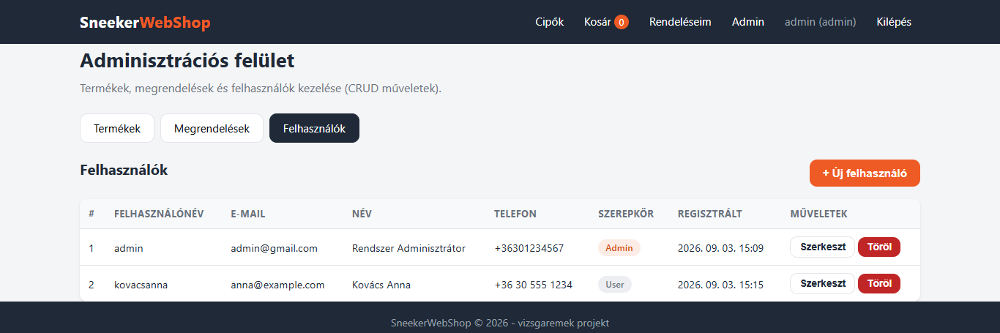 SneekerWebShop Cipők Kosár 0 Rendeléseim Admin admin (admin) Kilépés
Adminisztrációs felület
Termékek, megrendelések és felhasználók kezelése (CRUD műveletek).
Termékek Megrendelések Felhasználók
Felhasználók + Új felhasználó
# FELHASZNÁLÓNÉV E-MAIL NÉV TELEFON SZEREPKÖR REGISZTRÁLT MŰVELETEK
1 admin admin@gmail.com Rendszer Adminisztrátor +36301234567 Admin 2026. 09. 03. 15:09 Szerkeszt Töröl
2 kovacsanna anna@example.com Kovács Anna +36 30 555 1234 User 2026. 09. 03. 15:15 Szerkeszt Töröl
SneekerWebShop © 2026 - vizsgaremek projekt